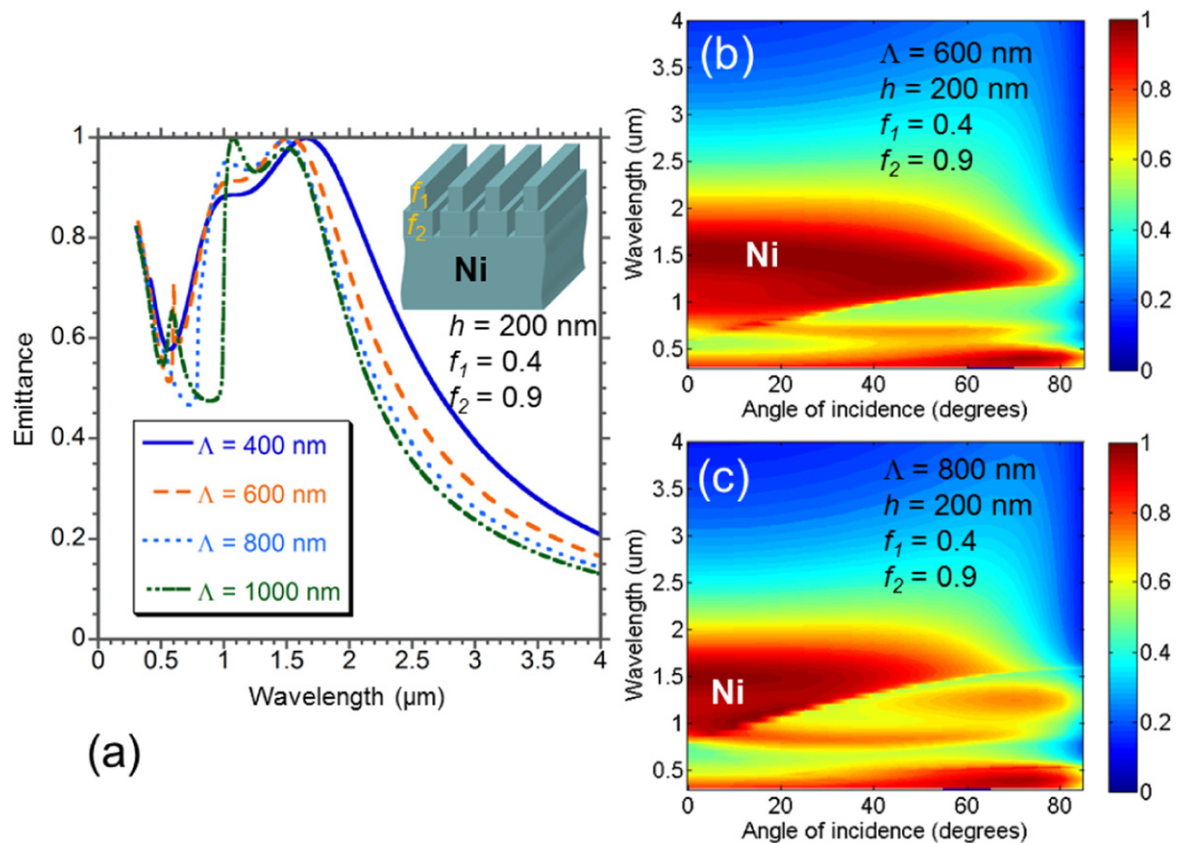 1
0.8
0.6
0.4
0.2
0
Emittance
0
0.5
1
1.5
2
2.5
3
3.5
4
Wavelength (μm)
f1
f2
Ni
h = 200 nm
f1 = 0.4
f2 = 0.9
Λ = 400 nm
Λ = 600 nm
Λ = 800 nm
Λ = 1000 nm
(a)
(b)
Λ = 600 nm
h = 200 nm
f1 = 0.4
f2 = 0.9
Ni
4
3.5
3
2.5
2
1.5
1
0.5
Wavelength (um)
0
20
40
60
80
Angle of incidence (degrees)
1
0.8
0.6
0.4
0.2
0
(c)
Λ = 800 nm
h = 200 nm
f1 = 0.4
f2 = 0.9
Ni
4
3.5
3
2.5
2
1.5
1
0.5
Wavelength (um)
0
20
40
60
80
Angle of incidence (degrees)
1
0.8
0.6
0.4
0.2
0